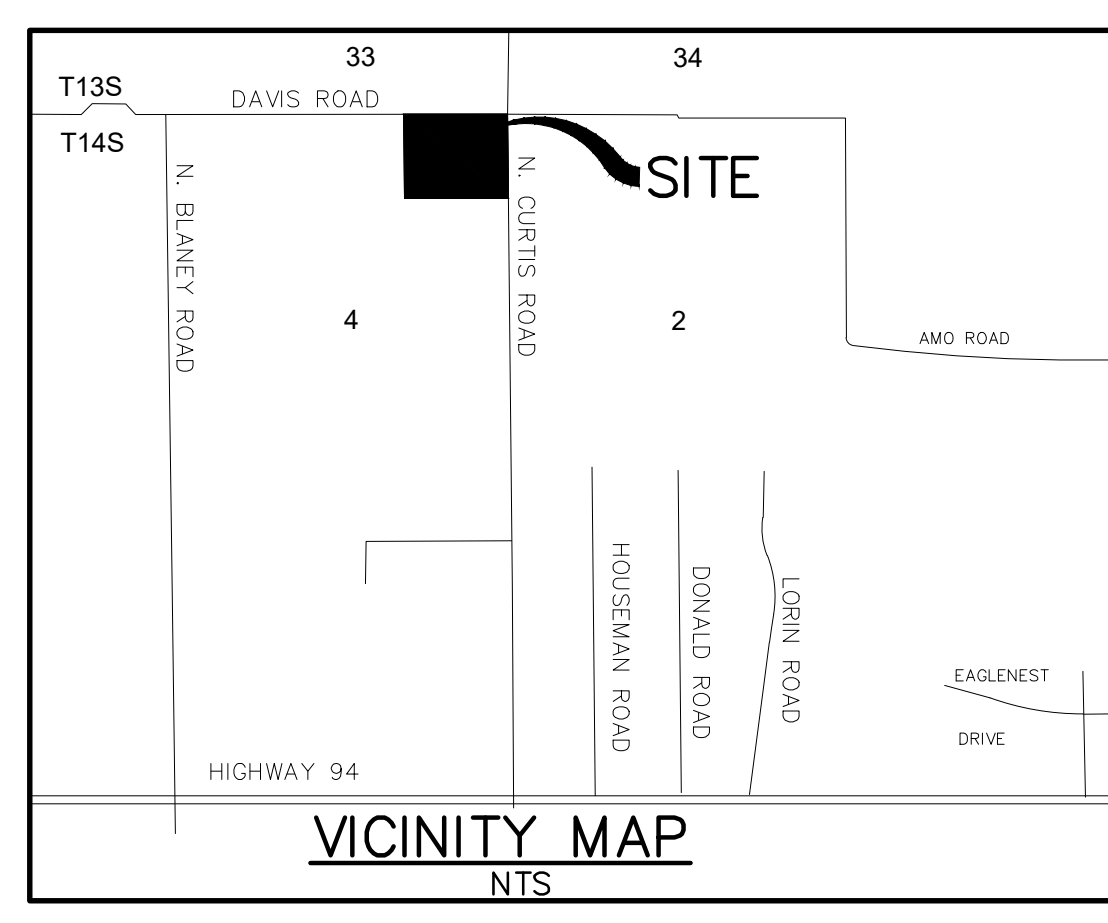 33
34
T13S
DAVIS ROAD
T14S
SITE
N. BLANEY ROAD
N. CURTIS ROAD
4
2
AMO ROAD
HOUSEMAN ROAD
DONALD ROAD
LORIN ROAD
EAGLENEST
DRIVE
HIGHWAY 94
VICINITY MAP
NTS